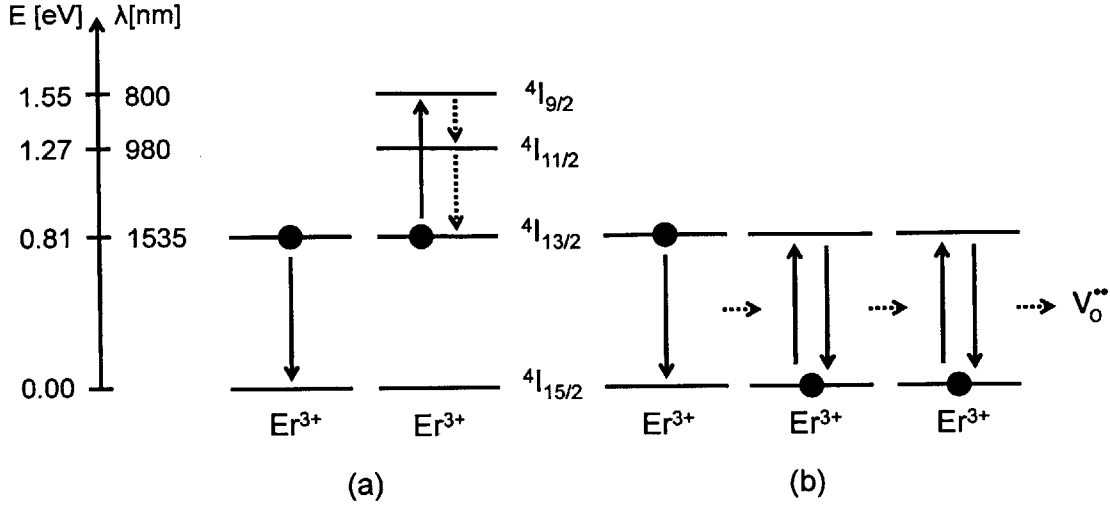 E [eV] λ[nm]
1.55 800 ⁴I₉/₂
1.27 980 ⁴I₁₁/₂
0.81 1535 ⁴I₁₃/₂
V₀••
0.00 ⁴I₁₅/₂
Er³⁺ Er³⁺ Er³⁺ Er³⁺ Er³⁺
(a) (b)